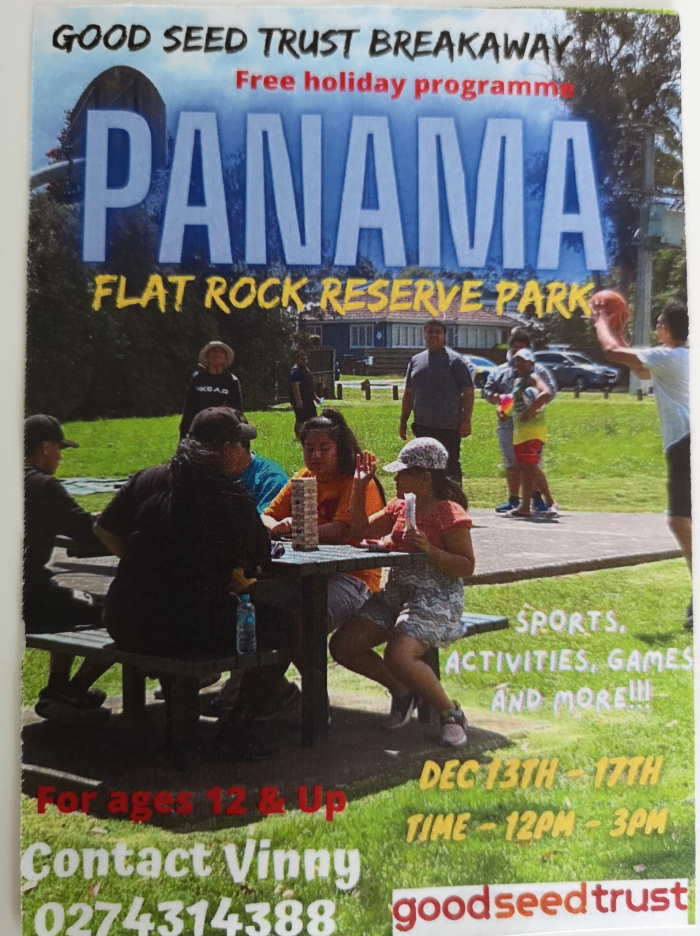 GOOD SEED TRUST BREAKAWAY
Free holiday programme
PANAMA
FLAT ROCK RESERVE PARK
SPORTS,
ACTIVITIES, GAMES
AND MORE!!!
DEC 13TH - 17TH
TIME - 12PM - 3PM
For ages 12 & Up
Contact Vinny
0274314388
goodseedtrust